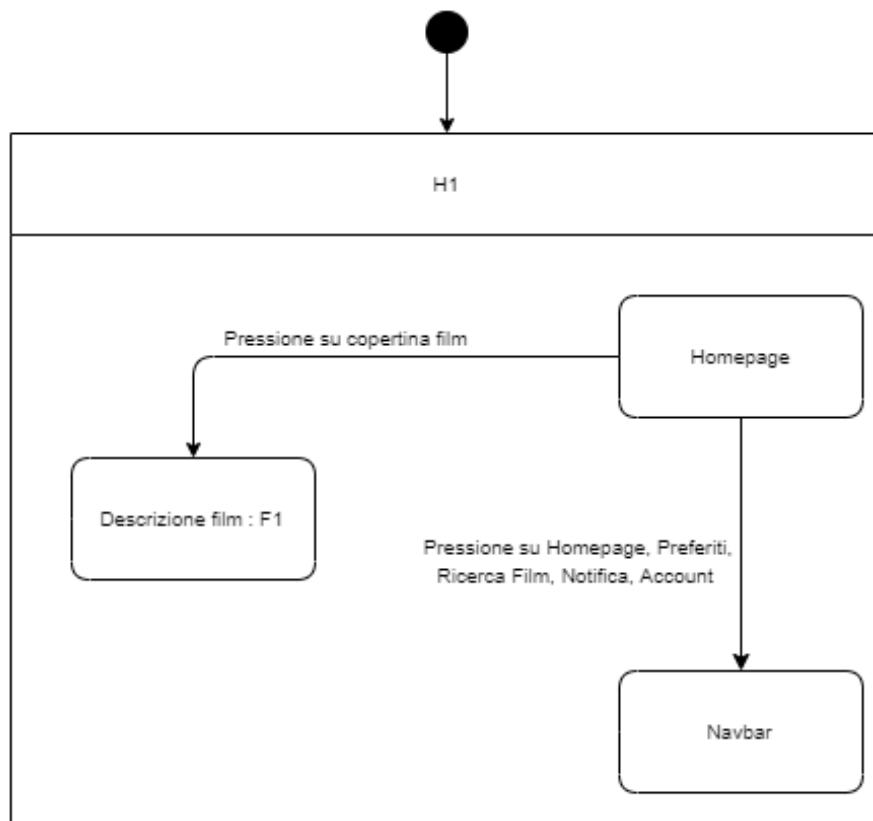 H1
Pressione su copertina film
Homepage
Descrizione film : F1
Pressione su Homepage, Preferiti,
Ricerca Film, Notifica, Account
Navbar